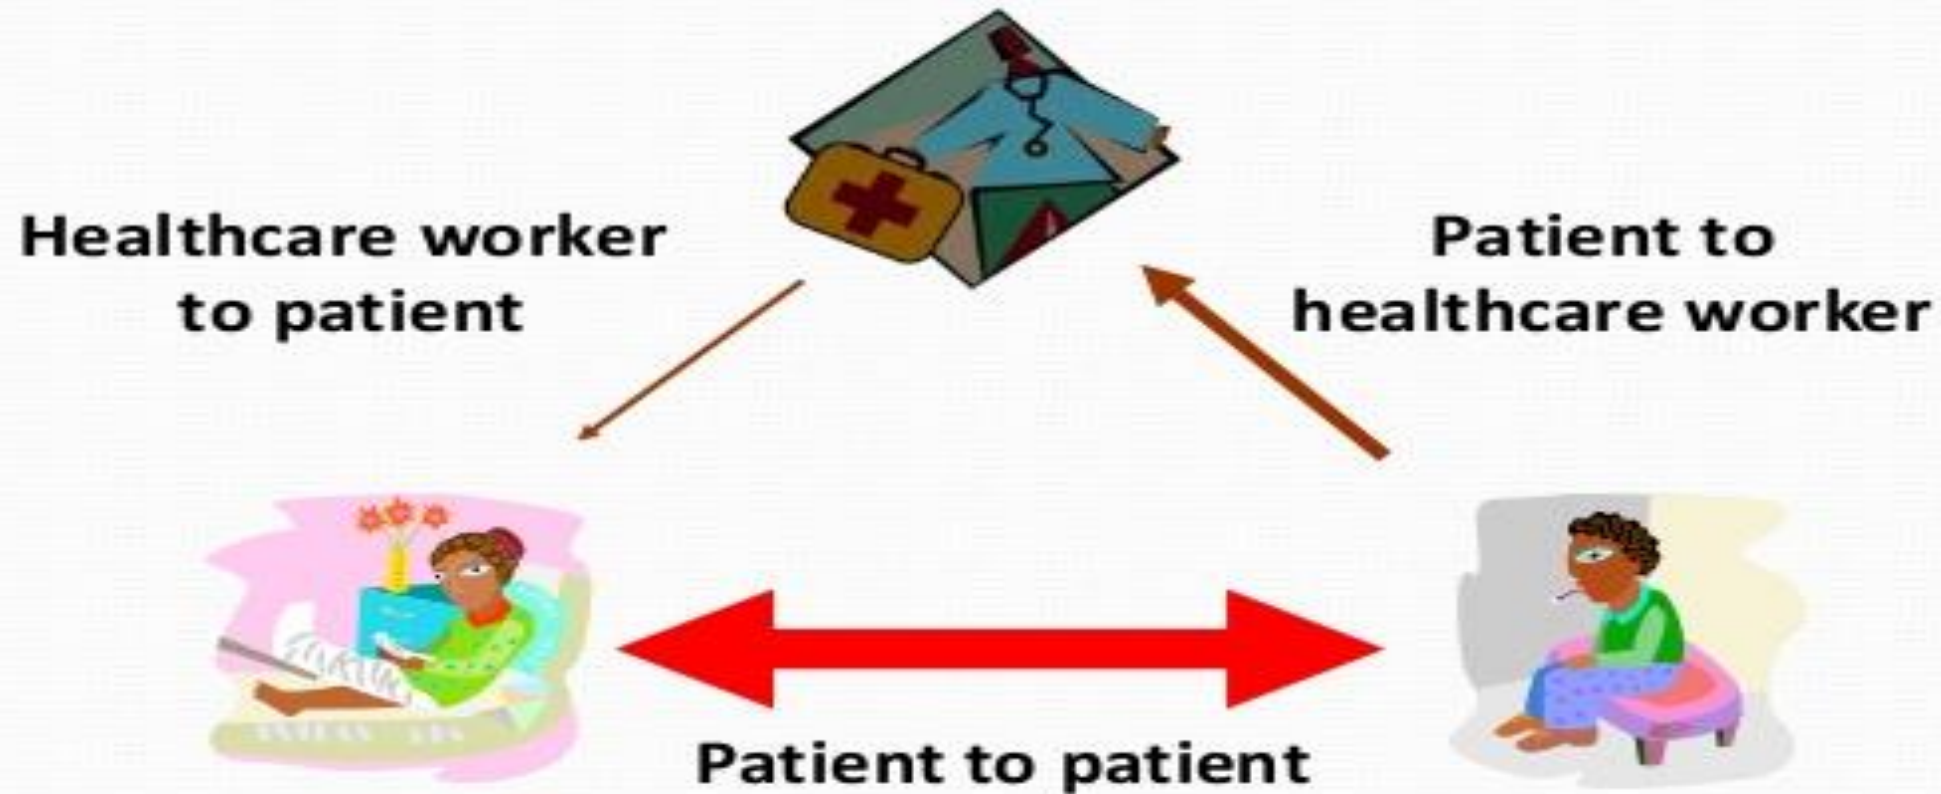 Healthcare worker
to patient
Patient to
healthcare worker
Patient to patient